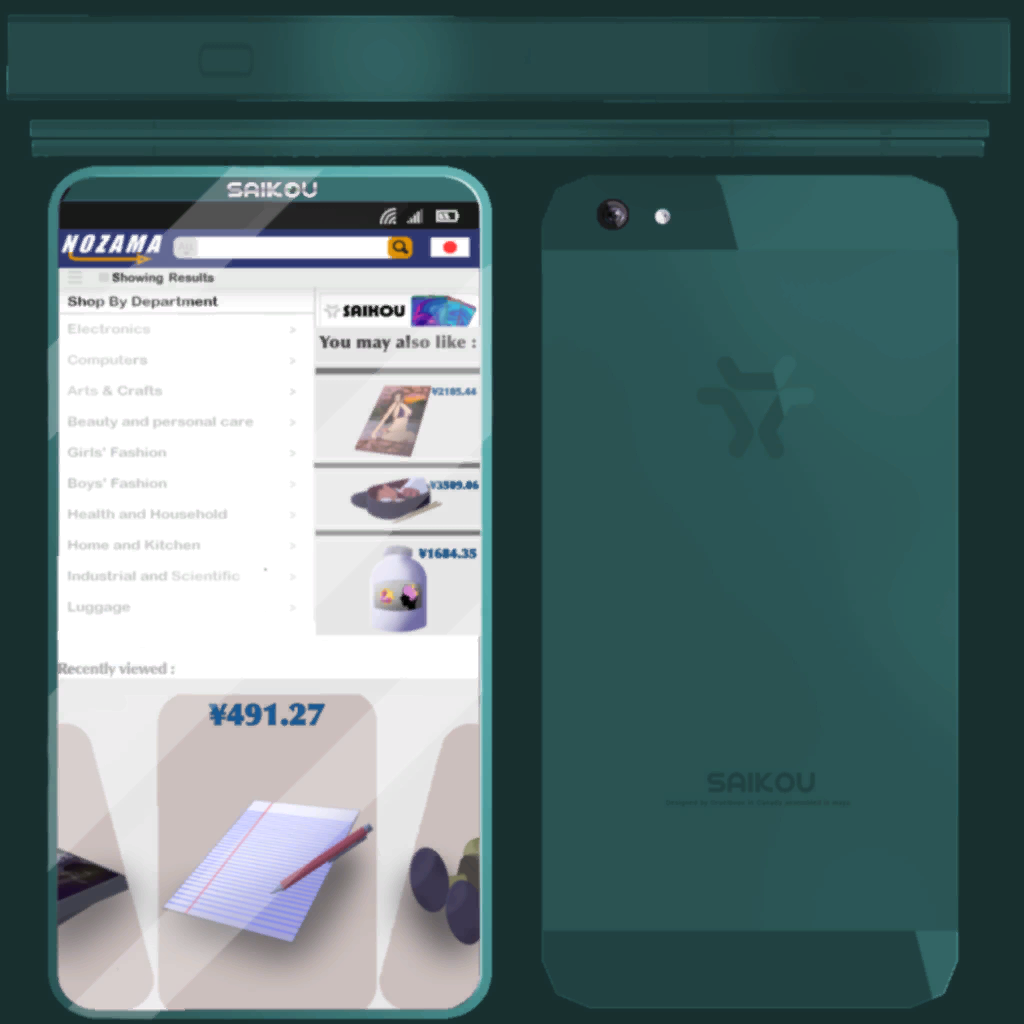 SAIKOU
NOZAMA
All
Showing Results
Shop By Department
Electronics
Computers
Arts & Crafts
Beauty and personal care
Girls' Fashion
Boys' Fashion
Health and Household
Home and Kitchen
Industrial and Scientific
Luggage
SAIKOU
You may also like :
¥2185.44
¥3509.06
¥1684.35
Recently viewed :
¥491.27
SAIKOU